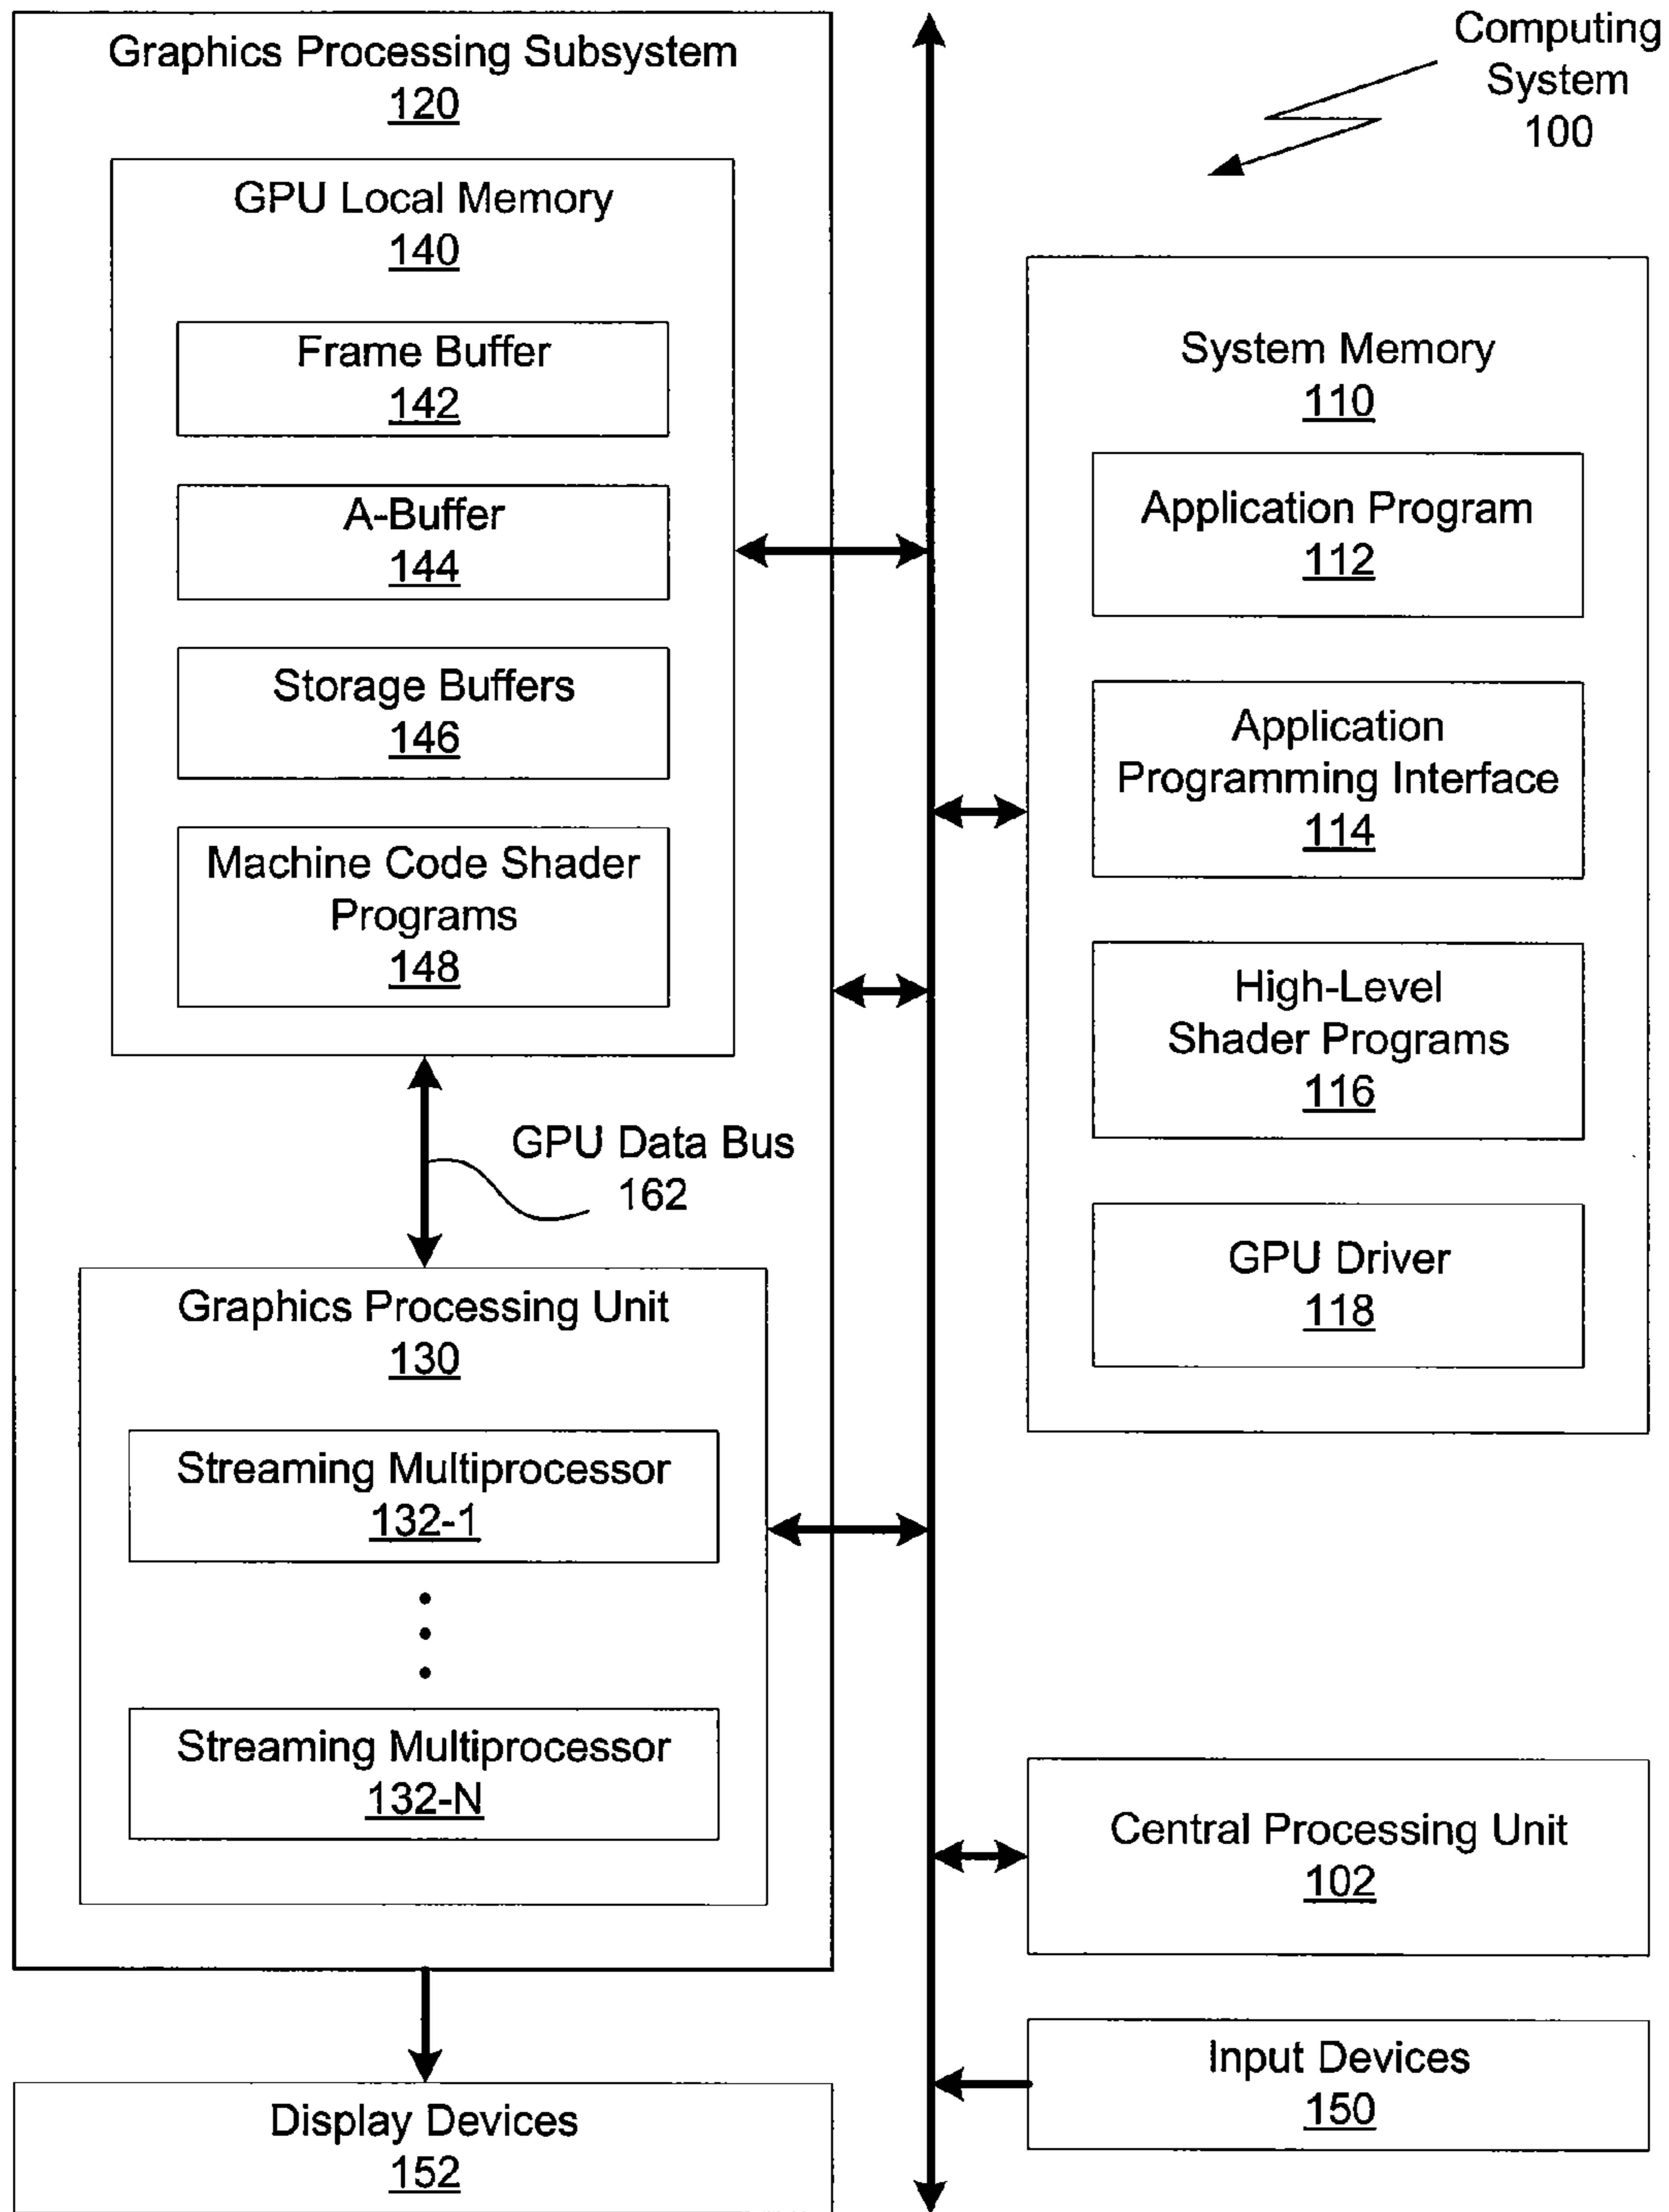 Graphics Processing Subsystem
120
GPU Local Memory
140
Frame Buffer
142
A-Buffer
144
Storage Buffers
146
Machine Code Shader
Programs
148
GPU Data Bus
162
Graphics Processing Unit
130
Streaming Multiprocessor
132-1
Streaming Multiprocessor
132-N
Display Devices
152
Computing
System
100
System Memory
110
Application Program
112
Application
Programming Interface
114
High-Level
Shader Programs
116
GPU Driver
118
Central Processing Unit
102
Input Devices
150